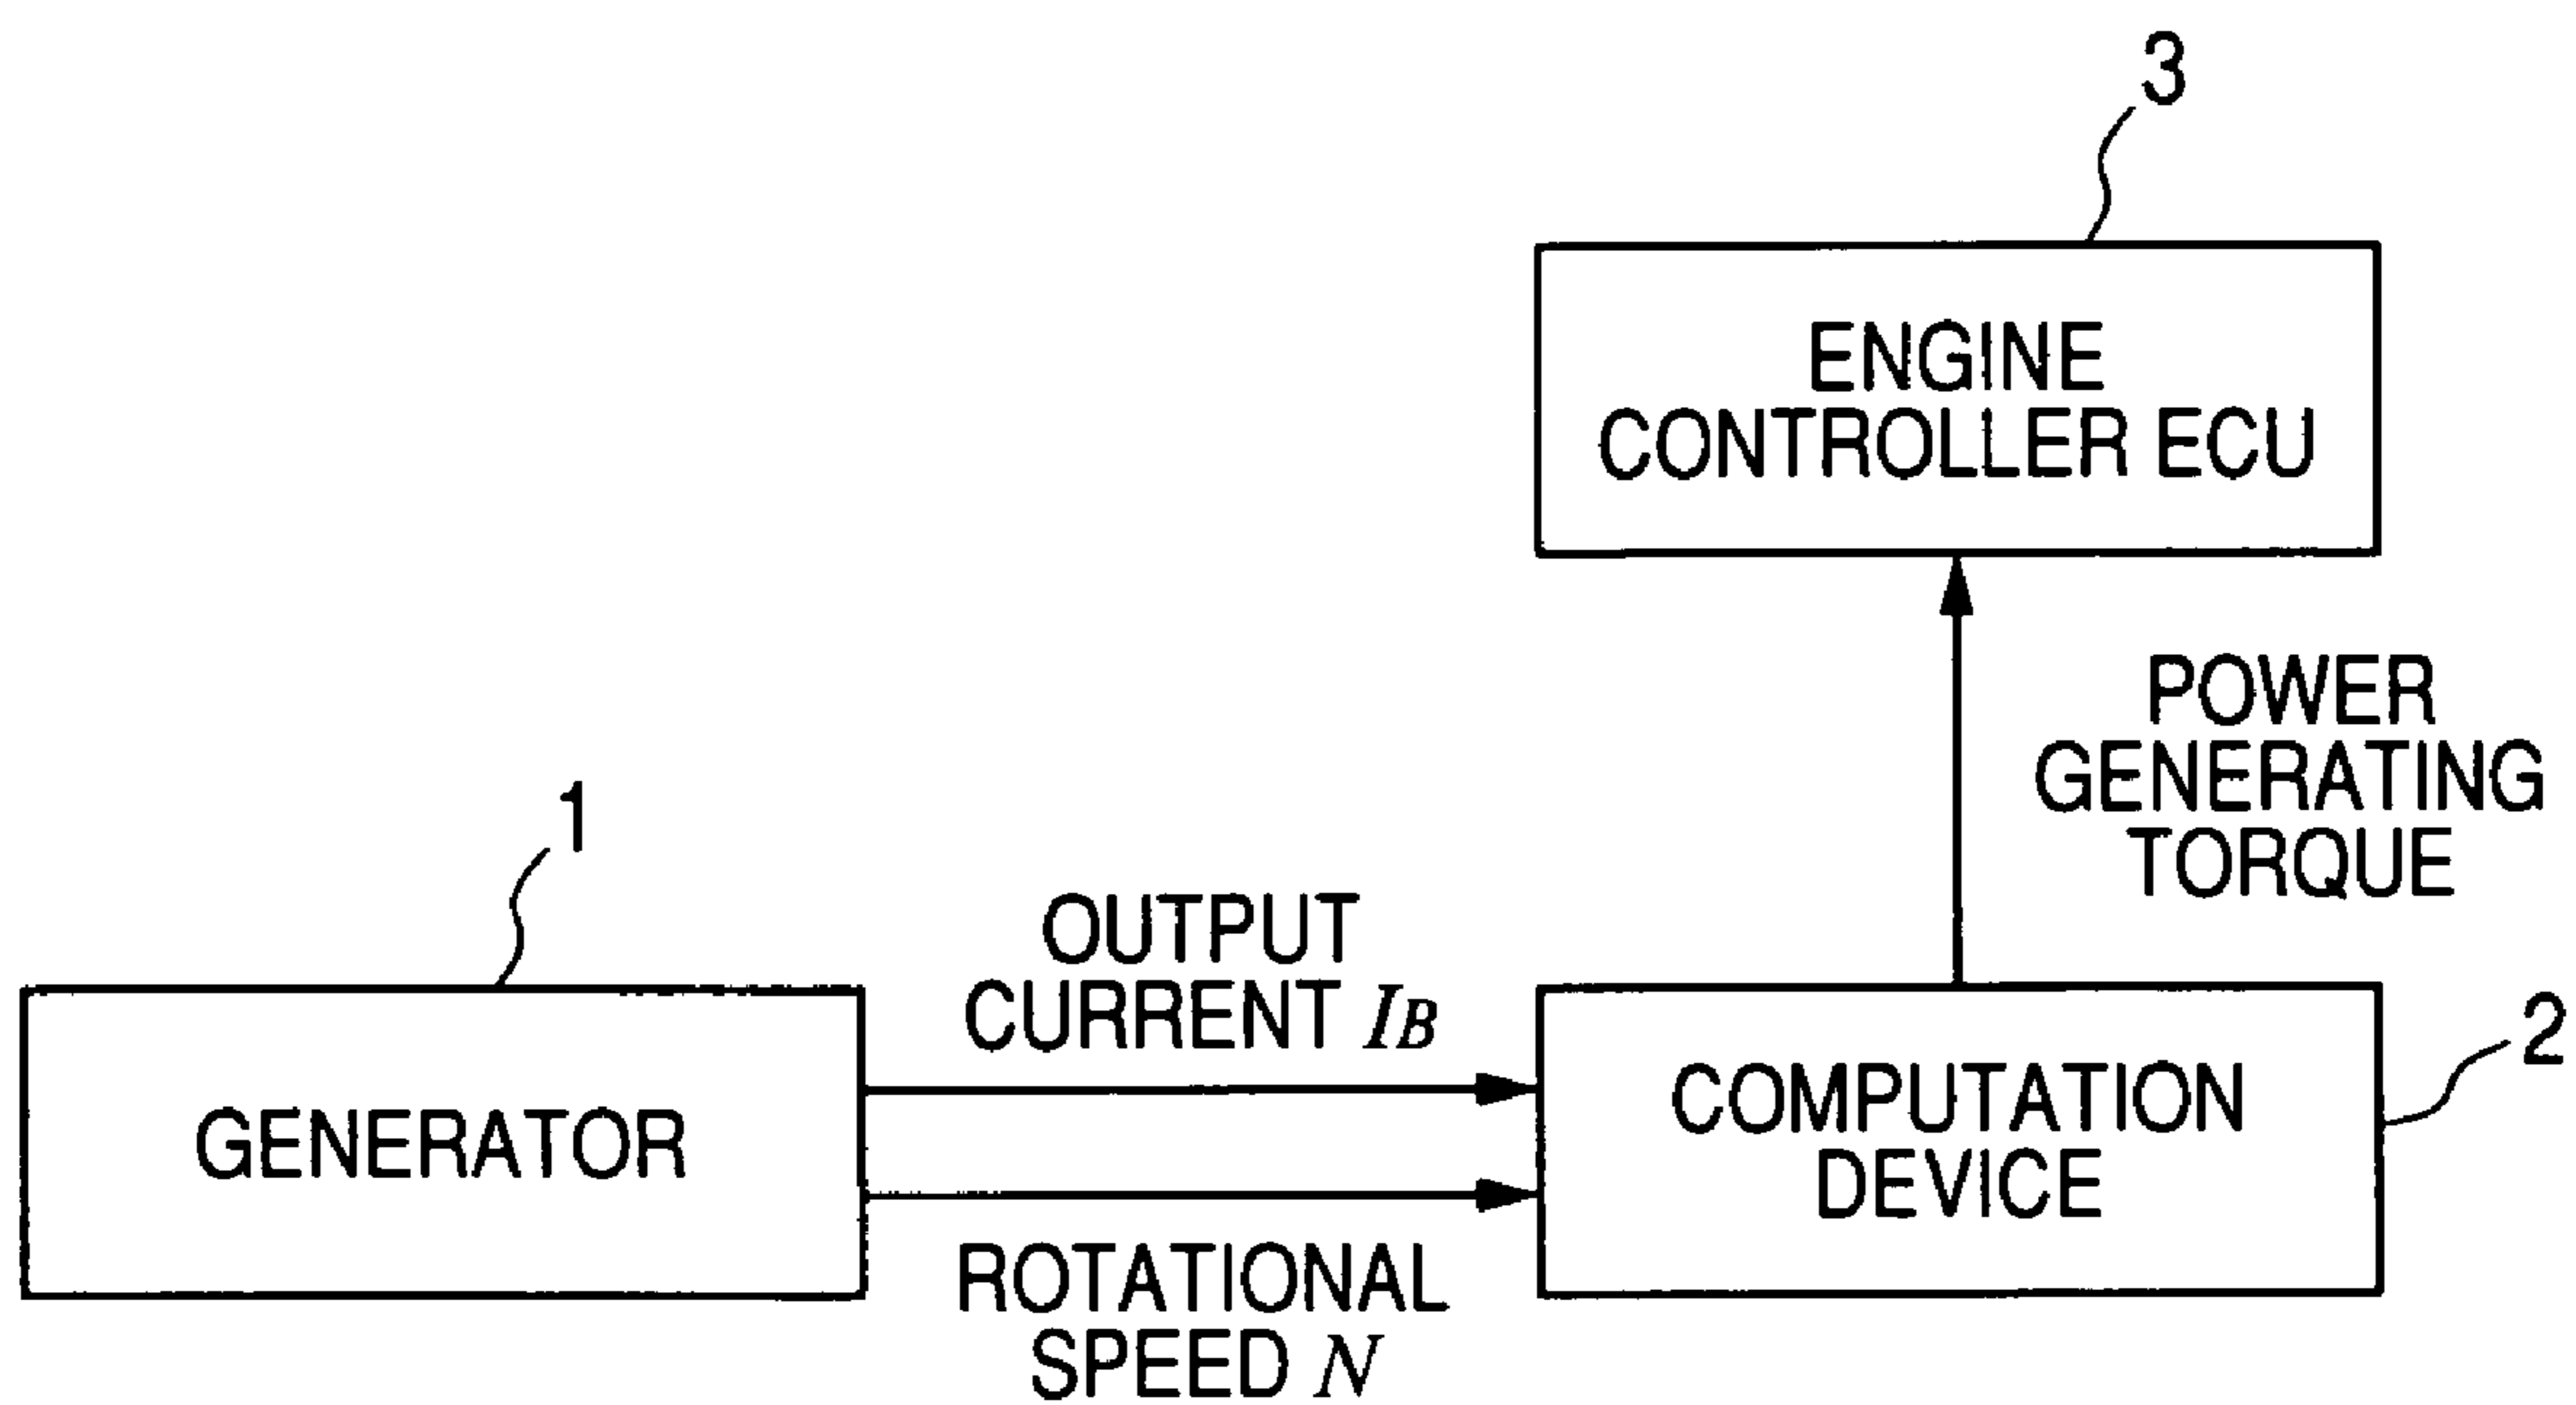 3
ENGINE
CONTROLLER ECU
POWER
GENERATING
TORQUE
1
OUTPUT
CURRENT IB
GENERATOR
COMPUTATION
DEVICE
2
ROTATIONAL
SPEED N